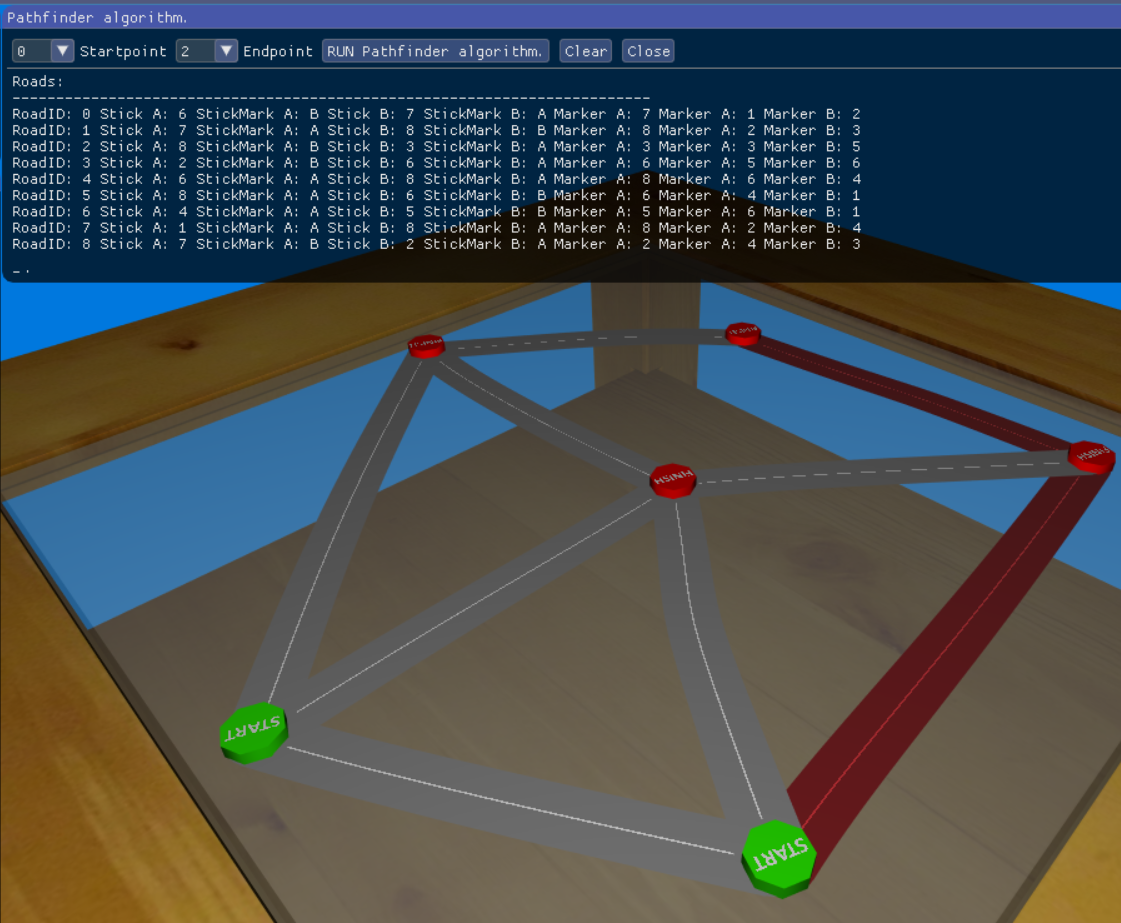 Pathfinder algorithm.
0 Startpoint 2 Endpoint RUN Pathfinder algorithm. Clear Close
Roads:
RoadID: 0 Stick A: 6 StickMark A: B Stick B: 7 StickMark B: A Marker A: 7 Marker A: 1 Marker B: 2
RoadID: 1 Stick A: 7 StickMark A: A Stick B: 8 StickMark B: B Marker A: 8 Marker A: 2 Marker B: 3
RoadID: 2 Stick A: 8 StickMark A: B Stick B: 3 StickMark B: A Marker A: 3 Marker A: 3 Marker B: 5
RoadID: 3 Stick A: 2 StickMark A: B Stick B: 6 StickMark B: A Marker A: 6 Marker A: 5 Marker B: 6
RoadID: 4 Stick A: 6 StickMark A: A Stick B: 8 StickMark B: A Marker A: 8 Marker A: 6 Marker B: 4
RoadID: 5 Stick A: 8 StickMark A: A Stick B: 6 StickMark B: B Marker A: 6 Marker A: 4 Marker B: 1
RoadID: 6 Stick A: 4 StickMark A: A Stick B: 5 StickMark B: B Marker A: 5 Marker A: 6 Marker B: 1
RoadID: 7 Stick A: 1 StickMark A: A Stick B: 8 StickMark B: B Marker A: 8 Marker A: 2 Marker B: 4
RoadID: 8 Stick A: 7 StickMark A: B Stick B: 2 StickMark B: A Marker A: 2 Marker A: 4 Marker B: 3
FINISH
FINISH
START
START